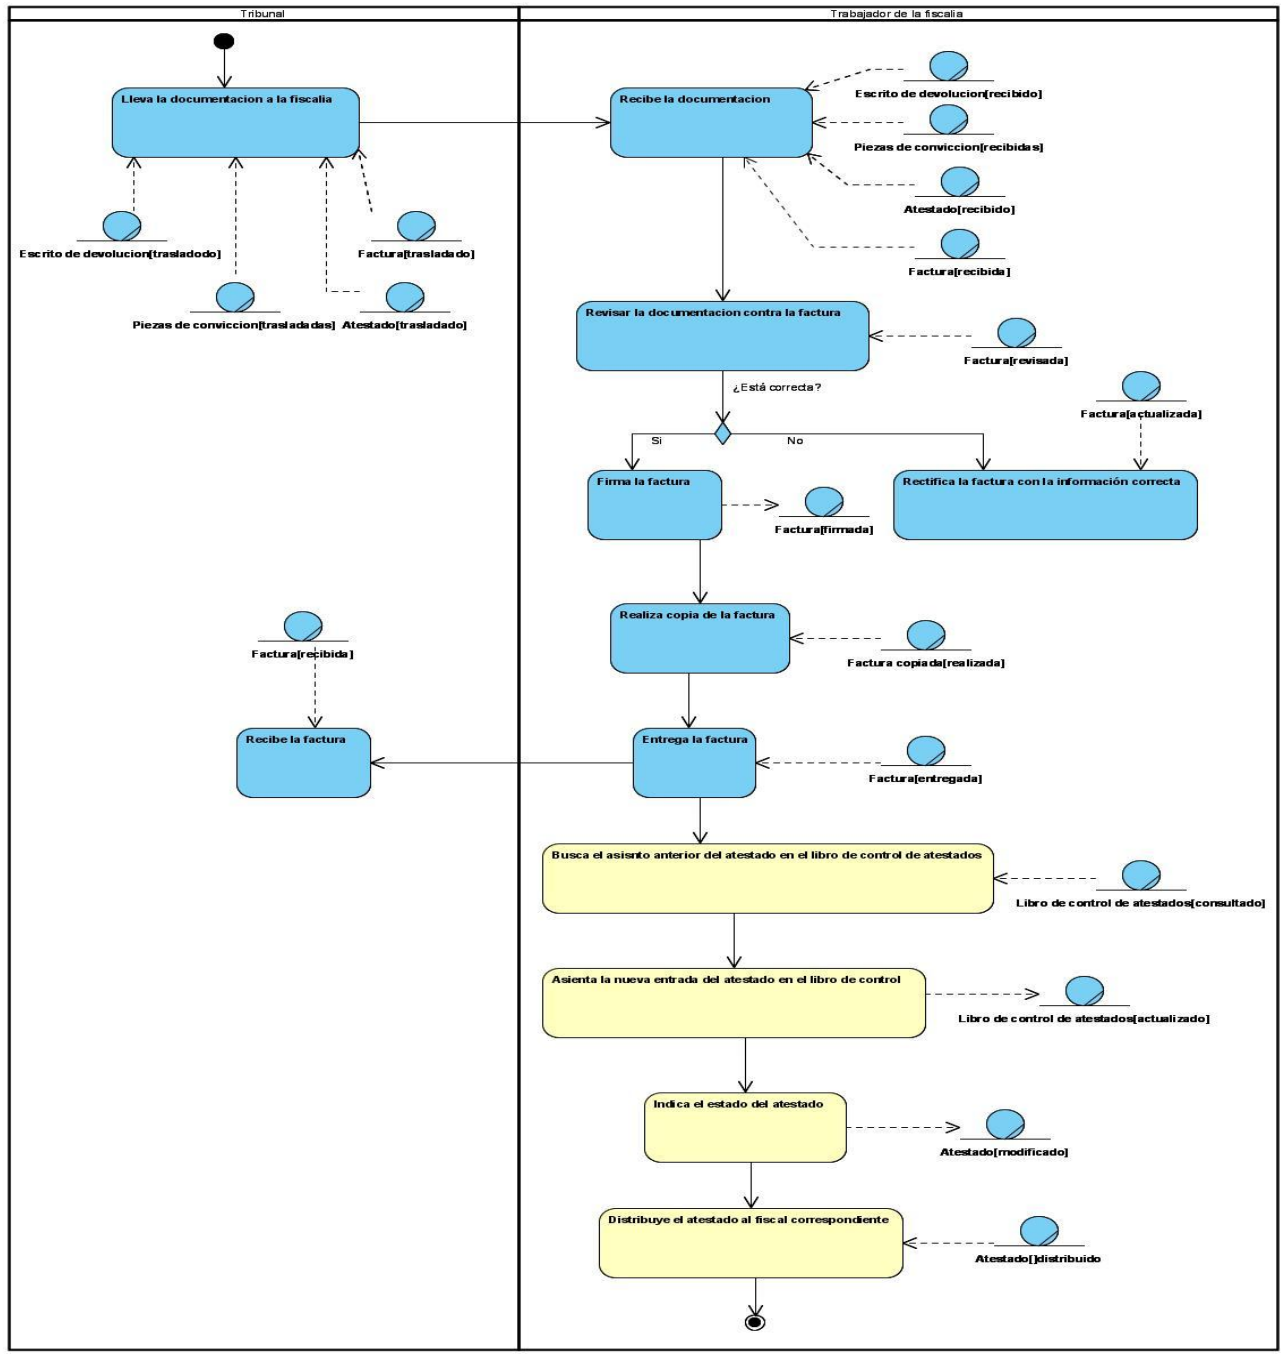 Tribunal
Trabajador de la fiscalia
Lleva la documentacion a la fiscalia
Recibe la documentacion
Escrito de devolucion[recibido]
Piezas de conviccion[recibidas]
Atestado[recibido]
Factura[recibida]
Escrito de devolucion[trasladodo]
Factura[trasladado]
Piezas de conviccion[trasladadas]
Atestado[trasladado]
Revisar la documentacion contra la factura
Factura[revisada]
¿Está correcta?
Factura[actualizada]
Si
No
Firma la factura
Rectifica la factura con la información correcta
Factura[firmada]
Realiza copia de la factura
Factura copiada[realizada]
Factura[recibida]
Recibe la factura
Entrega la factura
Factura[entregada]
Busca el asisnto anterior del atestado en el libro de control de atestados
Libro de control de atestados[consultado]
Asienta la nueva entrada del atestado en el libro de control
Libro de control de atestados[actualizado]
Indica el estado del atestado
Atestado[modificado]
Distribuye el atestado al fiscal correspondiente
Atestado[]distribuido